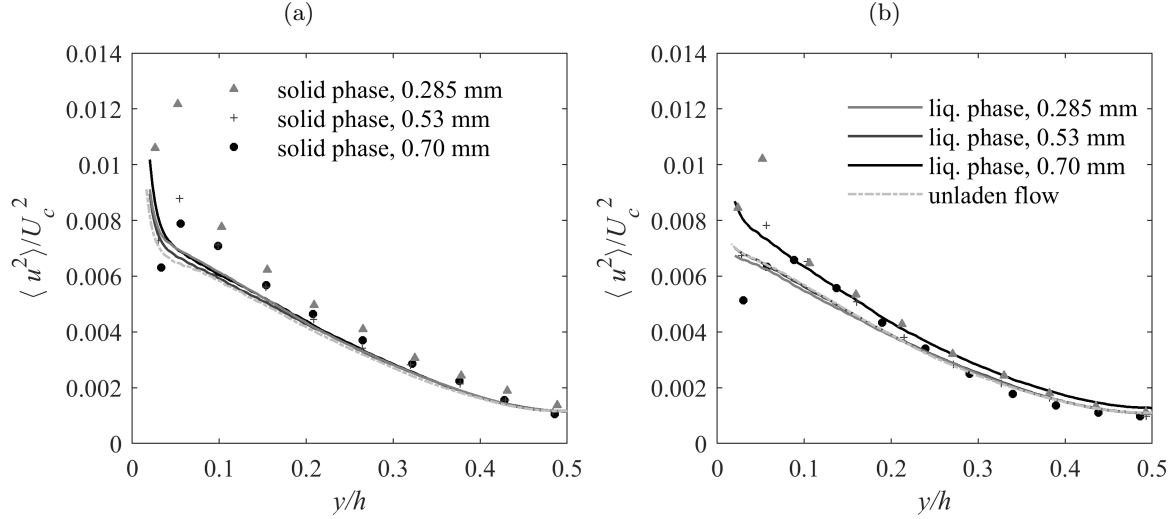 (a)
0.014
0.012
0.01
0.008
0.006
0.004
0.002
0
⟨ u²⟩/U_c²
solid phase, 0.285 mm
solid phase, 0.53 mm
solid phase, 0.70 mm
0 0.1 0.2 0.3 0.4 0.5
y/h
(b)
0.014
0.012
0.01
0.008
0.006
0.004
0.002
0
⟨ u²⟩/U_c²
liq. phase, 0.285 mm
liq. phase, 0.53 mm
liq. phase, 0.70 mm
unladen flow
0 0.1 0.2 0.3 0.4 0.5
y/h